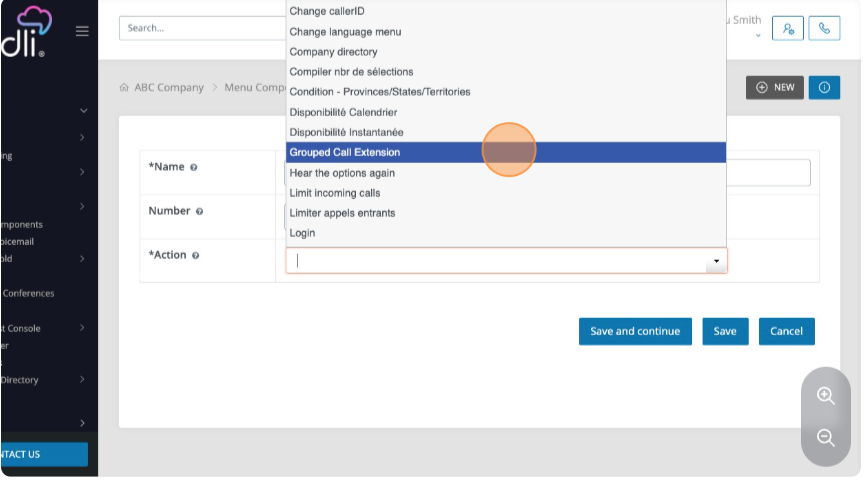 dli
Search...
Smith
ABC Company > Menu Comp
NEW
Change callerID
Change language menu
Company directory
Compiler nbr de sélections
Condition - Provinces/States/Territories
Disponibilité Calendrier
Disponibilité Instantanée
Grouped Call Extension
Hear the options again
Limit incoming calls
Limiter appels entrants
Login
*Name
Number
*Action
Save and continue
Save
Cancel
ing
mponents
oicemail
old
Conferences
st Console
er
s
Directory
NTACT US